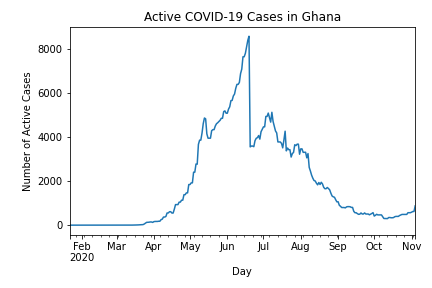 Active COVID-19 Cases in Ghana
Number of Active Cases
8000
6000
4000
2000
0
Feb Mar Apr May Jun Jul Aug Sep Oct Nov
2020
Day